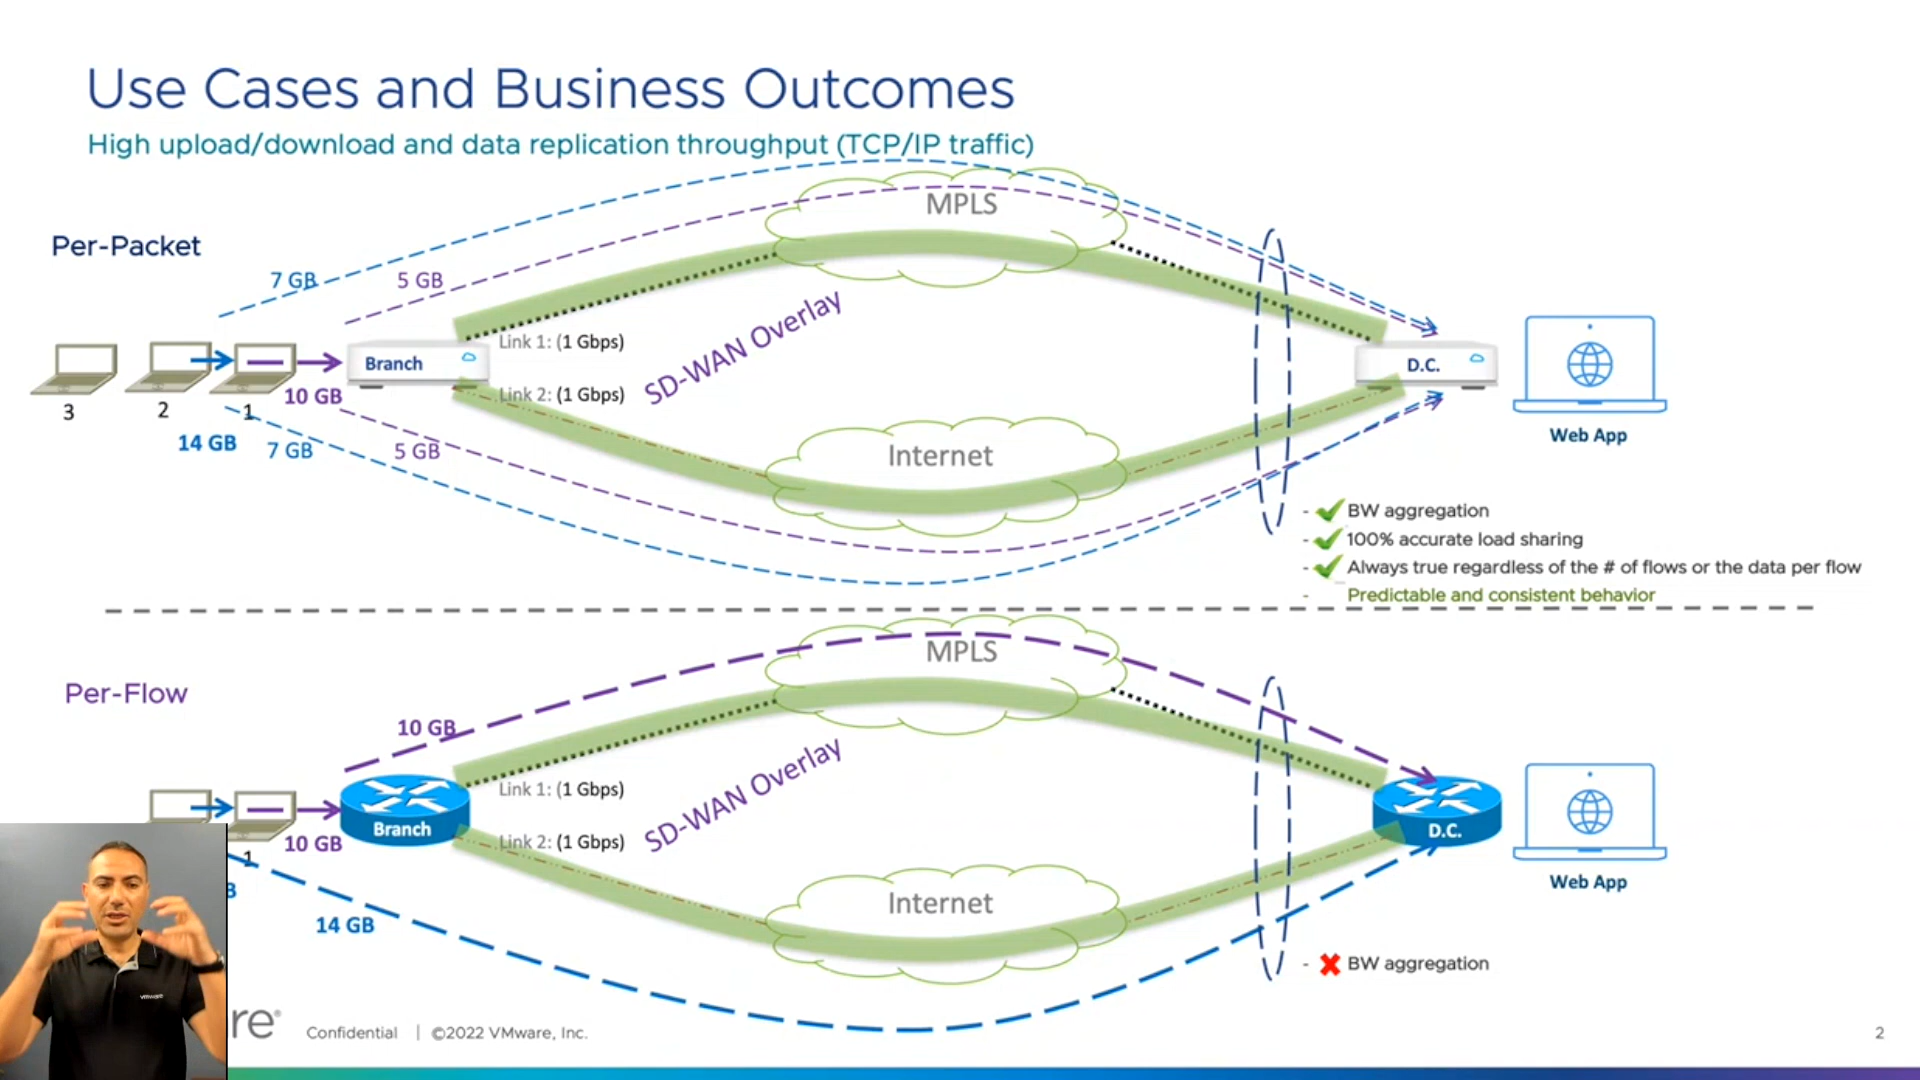 Use Cases and Business Outcomes
High upload/download and data replication throughput (TCP/IP traffic)
MPLS
Per-Packet
7 GB
5 GB
SD-WAN Overlay
Link 1: (1 Gbps)
Branch
D.C.
Link 2: (1 Gbps)
10 GB
3
2
1
14 GB
7 GB
5 GB
Internet
Web App
- BW aggregation
- 100% accurate load sharing
- Always true regardless of the # of flows or the data per flow
- Predictable and consistent behavior
MPLS
Per-Flow
10 GB
SD-WAN Overlay
Link 1: (1 Gbps)
Branch
D.C.
Link 2: (1 Gbps)
10 GB
1
B
14 GB
Internet
Web App
- BW aggregation
vmware
re®
Confidential | ©2022 VMware, Inc.
2